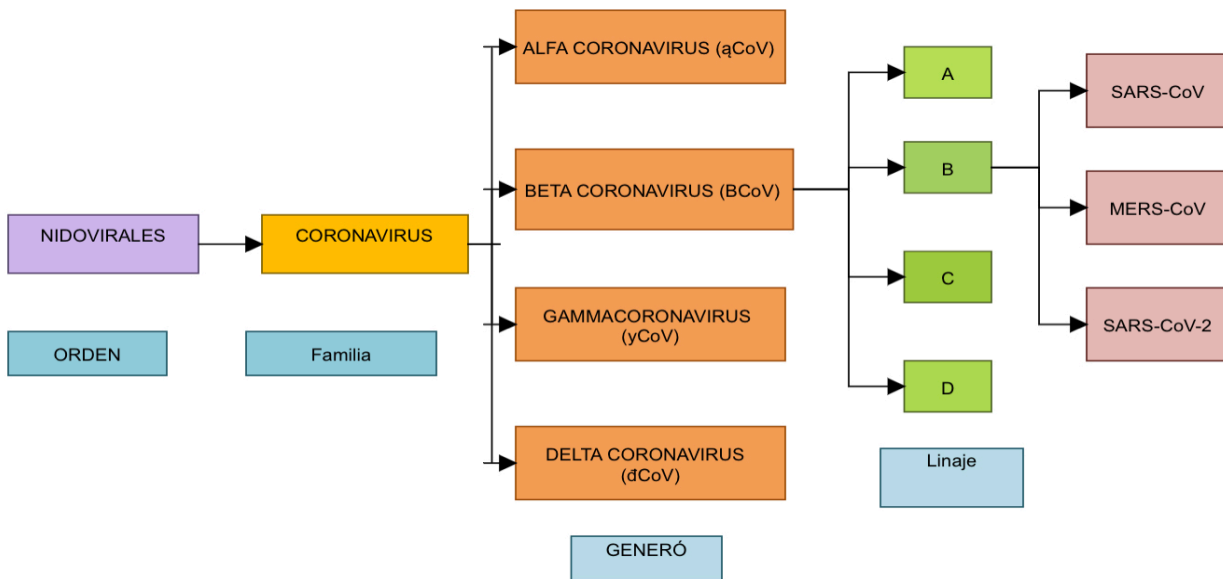 NIDOVIRALES
ORDEN
CORONAVIRUS
Familia
ALFA CORONAVIRUS (ąCoV)
BETA CORONAVIRUS (BCoV)
GAMMACORONAVIRUS
(yCoV)
DELTA CORONAVIRUS
(đCoV)
GENERÓ
A
B
C
D
Linaje
SARS-CoV
MERS-CoV
SARS-CoV-2